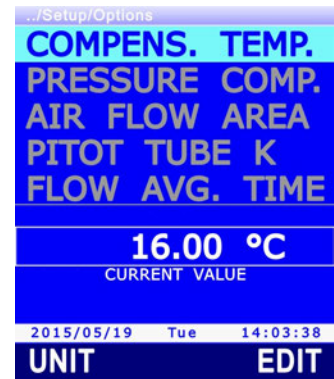 ../Setup/Options
COMPENS. TEMP.
PRESSURE COMP.
AIR FLOW AREA
PITOT TUBE K
FLOW AVG. TIME
16.00 °C
CURRENT VALUE
2015/05/19 Tue 14:03:38
UNIT EDIT